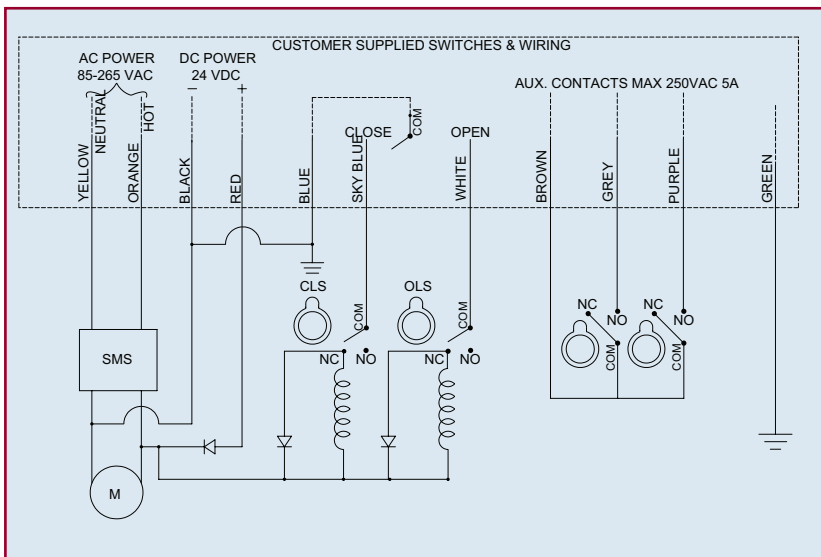 CUSTOMER SUPPLIED SWITCHES & WIRING
AC POWER
85-265 VAC
DC POWER
24 VDC
AUX. CONTACTS MAX 250VAC 5A
NEUTRAL
HOT
− +
COM
CLOSE
OPEN
YELLOW
ORANGE
BLACK
RED
BLUE
SKY BLUE
WHITE
BROWN
GREY
PURPLE
GREEN
CLS
OLS
COM
COM
NC
NO
NC
NO
NC
NO
NC
NO
COM
COM
SMS
M